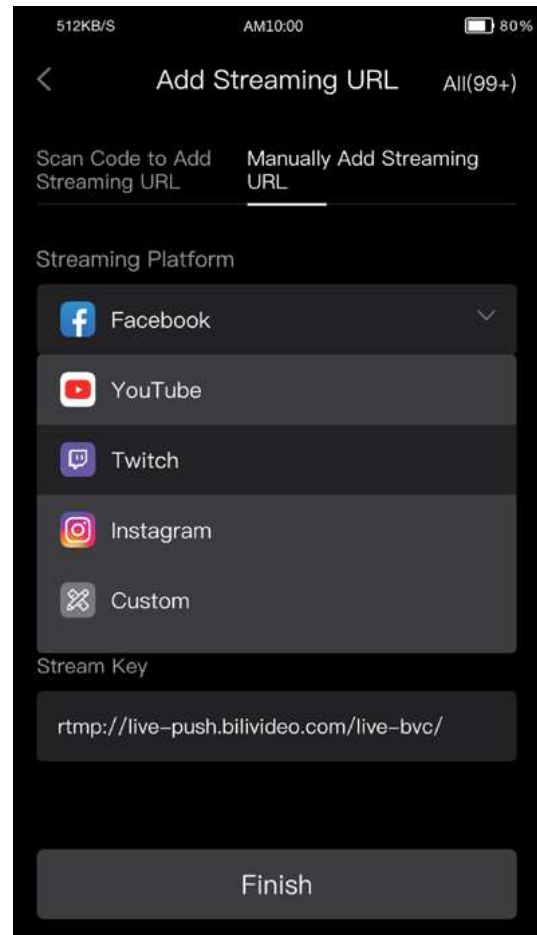 512KB/S AM10:00 80%
Add Streaming URL All(99+)
Scan Code to Add
Streaming URL
Manually Add Streaming
URL
Streaming Platform
Facebook
YouTube
Twitch
Instagram
Custom
Stream Key
rtmp://live-push.bilivideo.com/live-bvc/
Finish